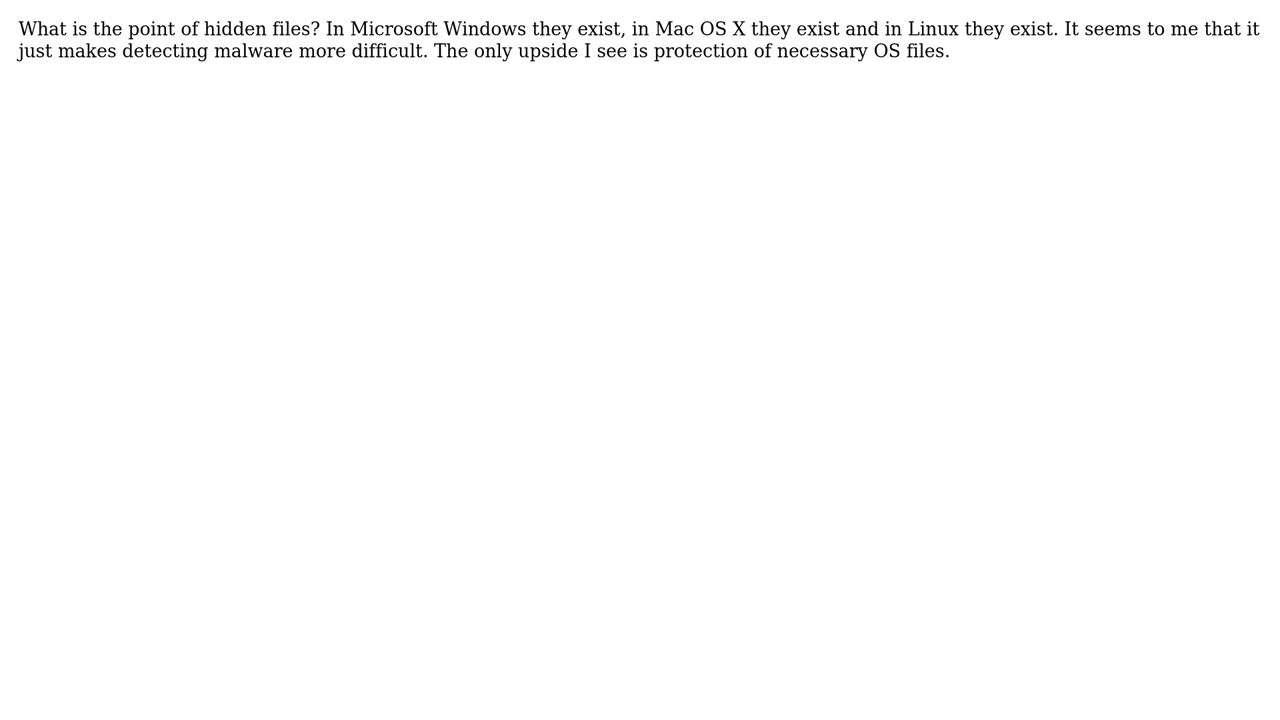 What is the point of hidden files? In Microsoft Windows they exist, in Mac OS X they exist and in Linux they exist. It seems to me that it
just makes detecting malware more difficult. The only upside I see is protection of necessary OS files.